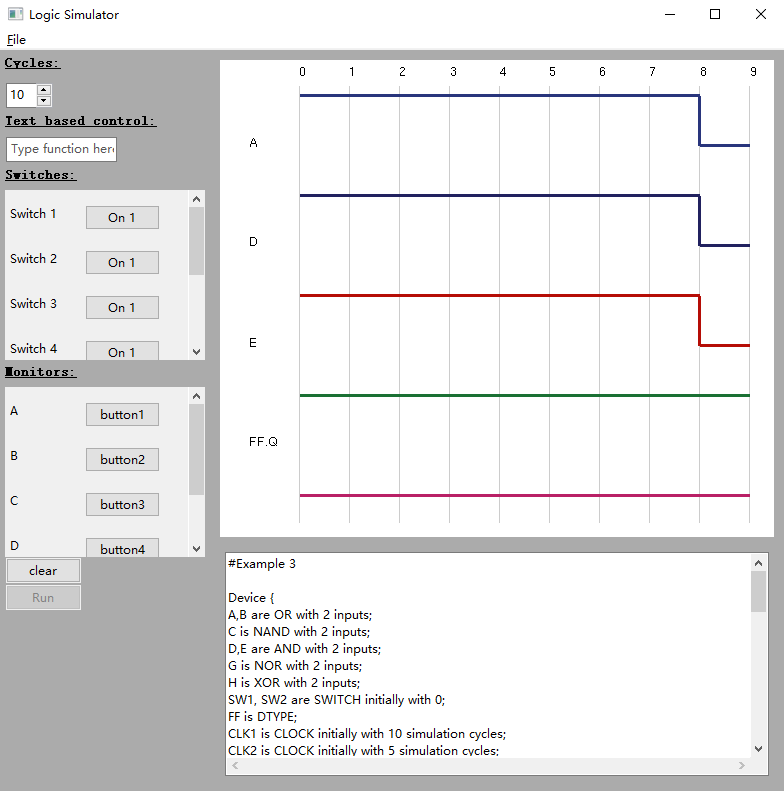 Logic Simulator
File
Cycles:
10
Text based control:
Type function here
Switches:
Switch 1 On 1
Switch 2 On 1
Switch 3 On 1
Switch 4 On 1
Monitors:
A button1
B button2
C button3
D button4
clear
Run
0 1 2 3 4 5 6 7 8 9
A
D
E
FF.Q
#Example 3
Device {
A,B are OR with 2 inputs;
C is NAND with 2 inputs;
D,E are AND with 2 inputs;
G is NOR with 2 inputs;
H is XOR with 2 inputs;
SW1, SW2 are SWITCH initially with 0;
FF is DTYPE;
CLK1 is CLOCK initially with 10 simulation cycles;
CLK2 is CLOCK initially with 5 simulation cycles;